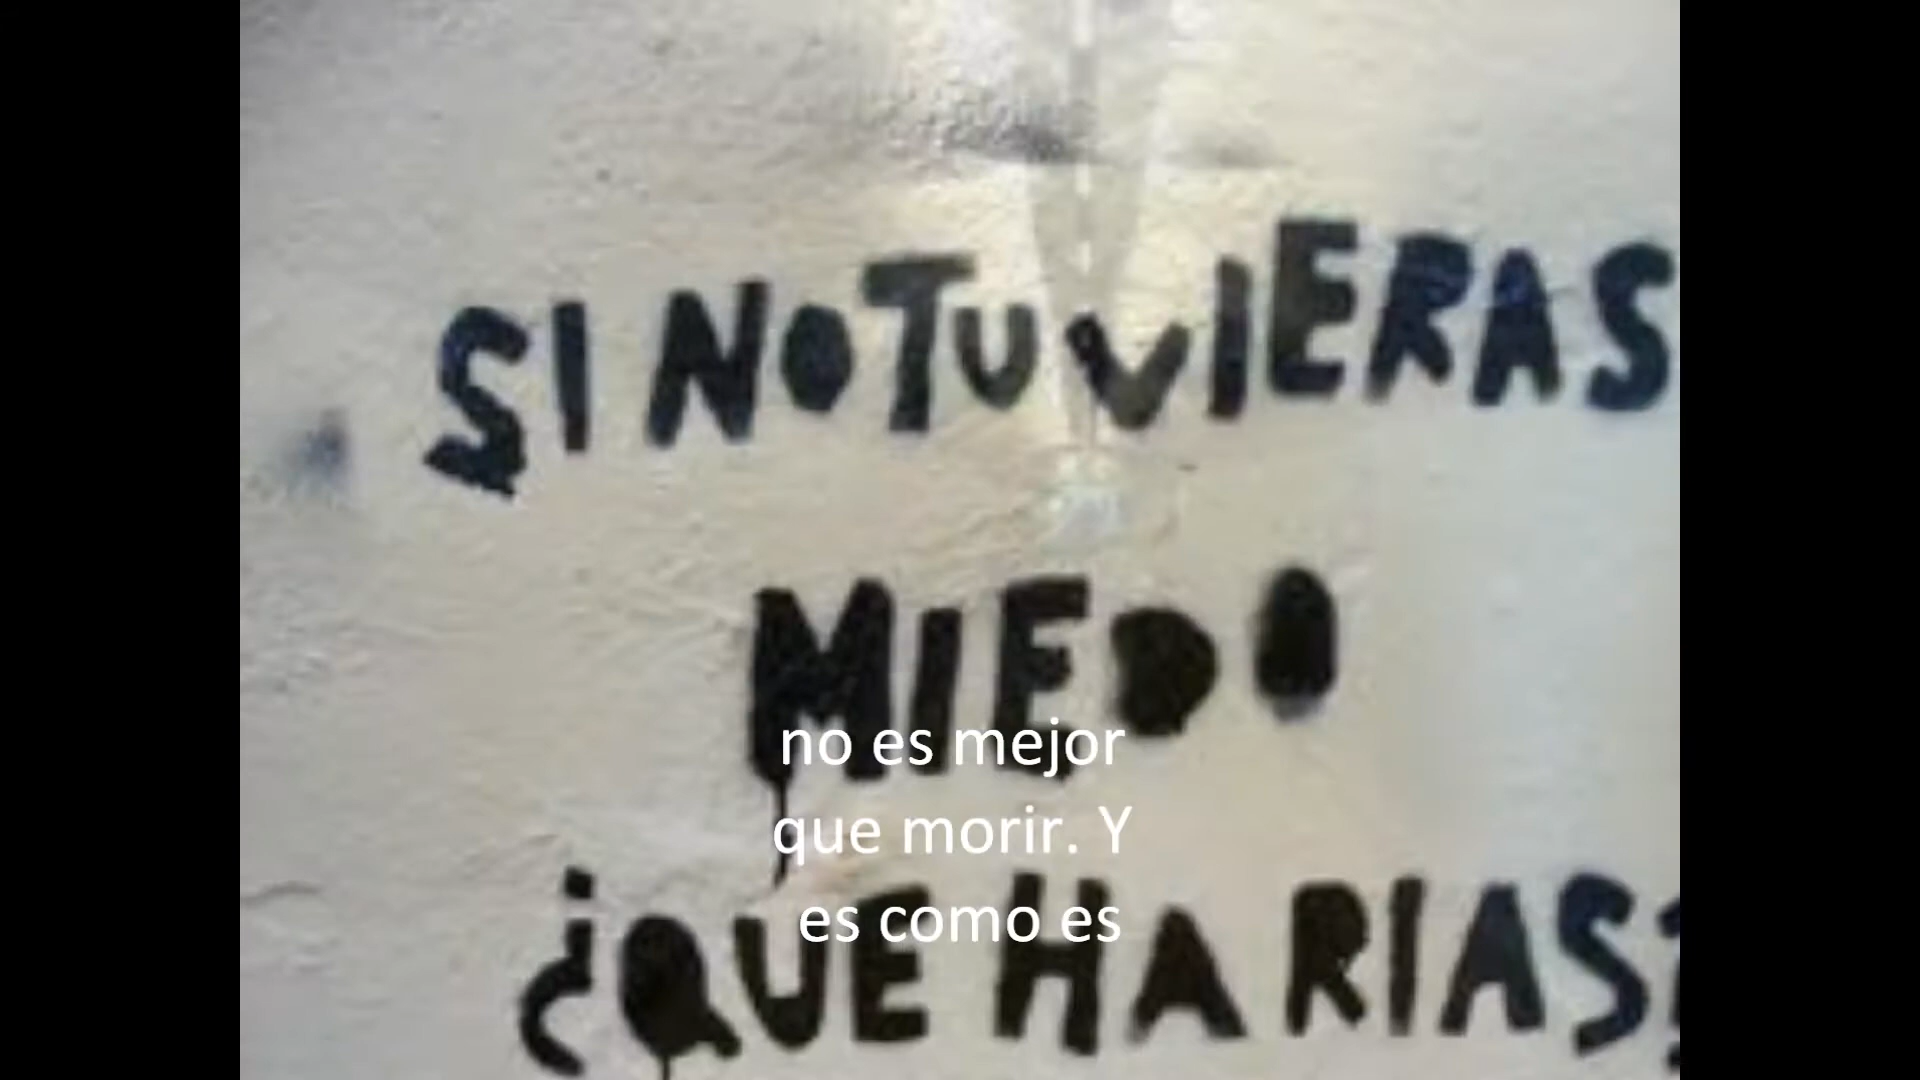 SI NO TUVIERAS
MIEDO
no es mejor
que morir. Y
es como es
¿QUE HARIAS?